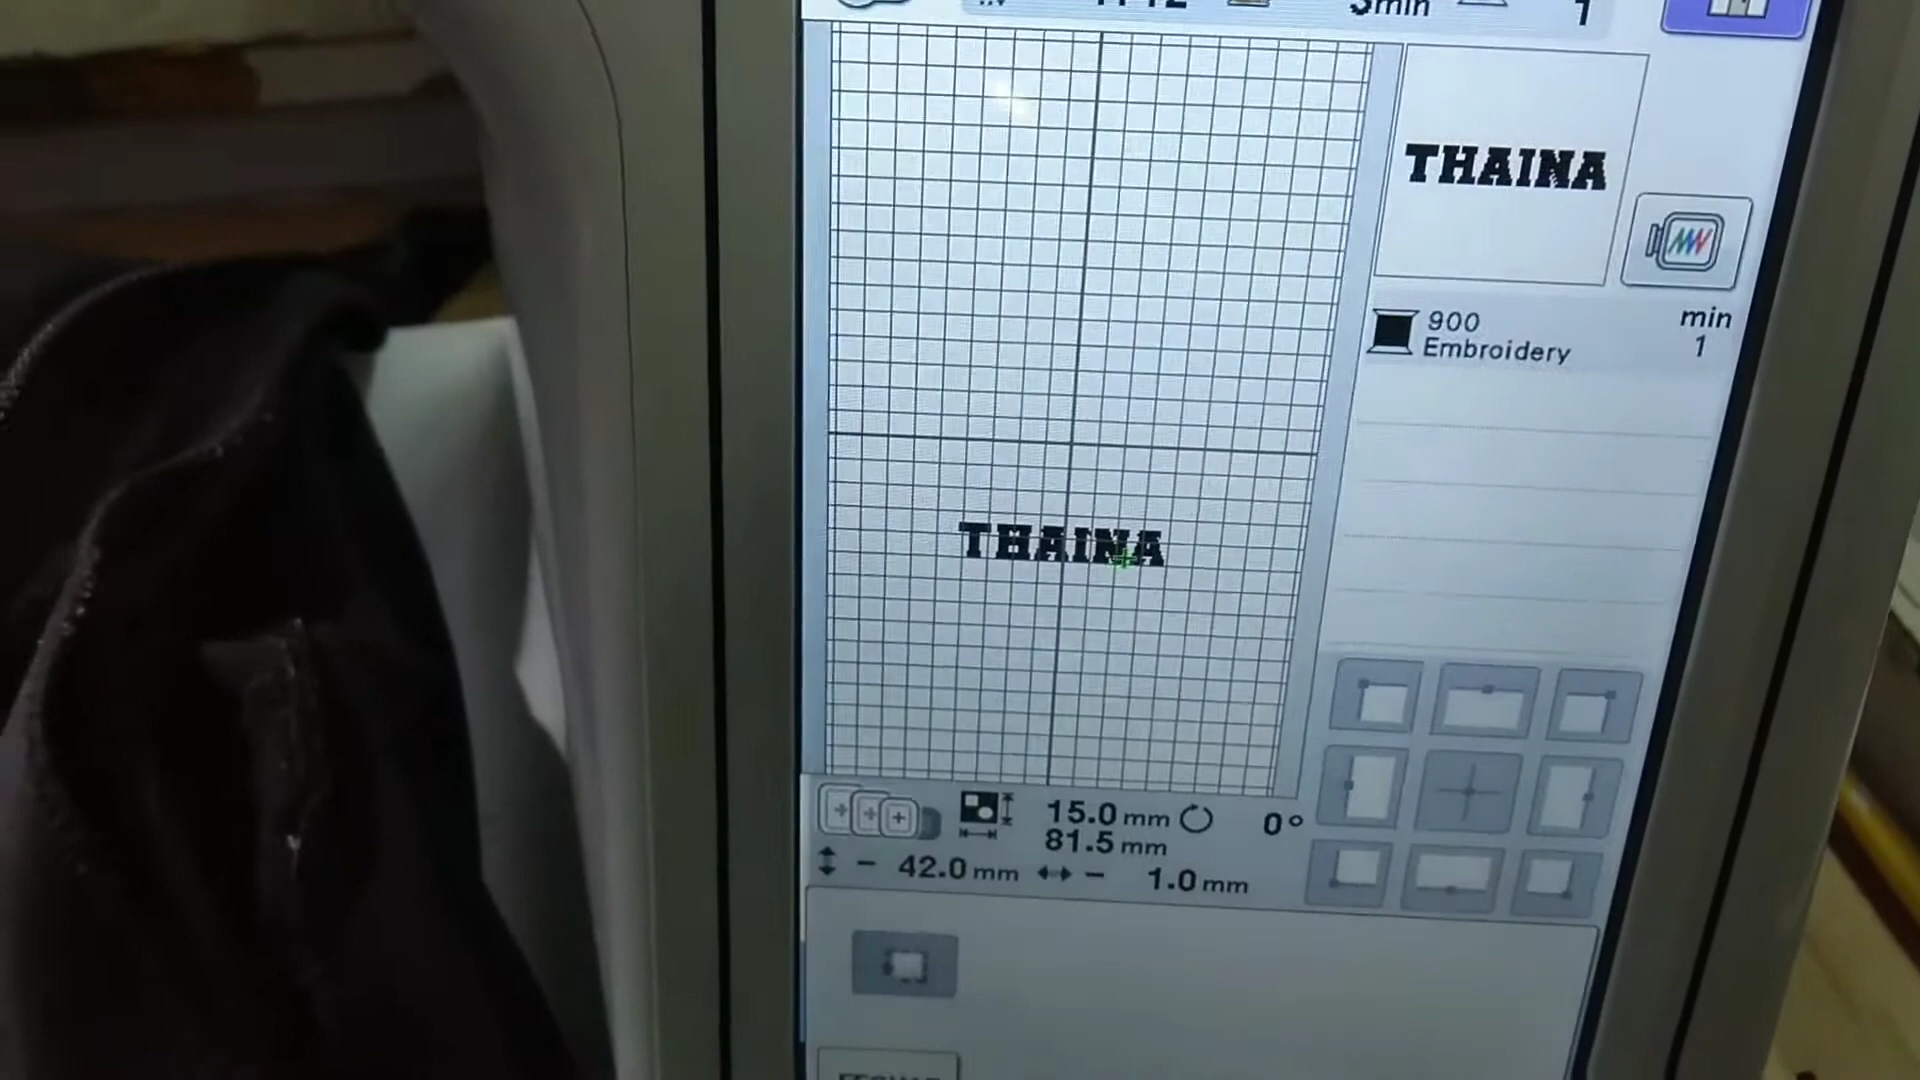 THAINA
900
Embroidery
min
1
THAINA
15.0 mm 0°
81.5 mm
- 42.0 mm - 1.0 mm